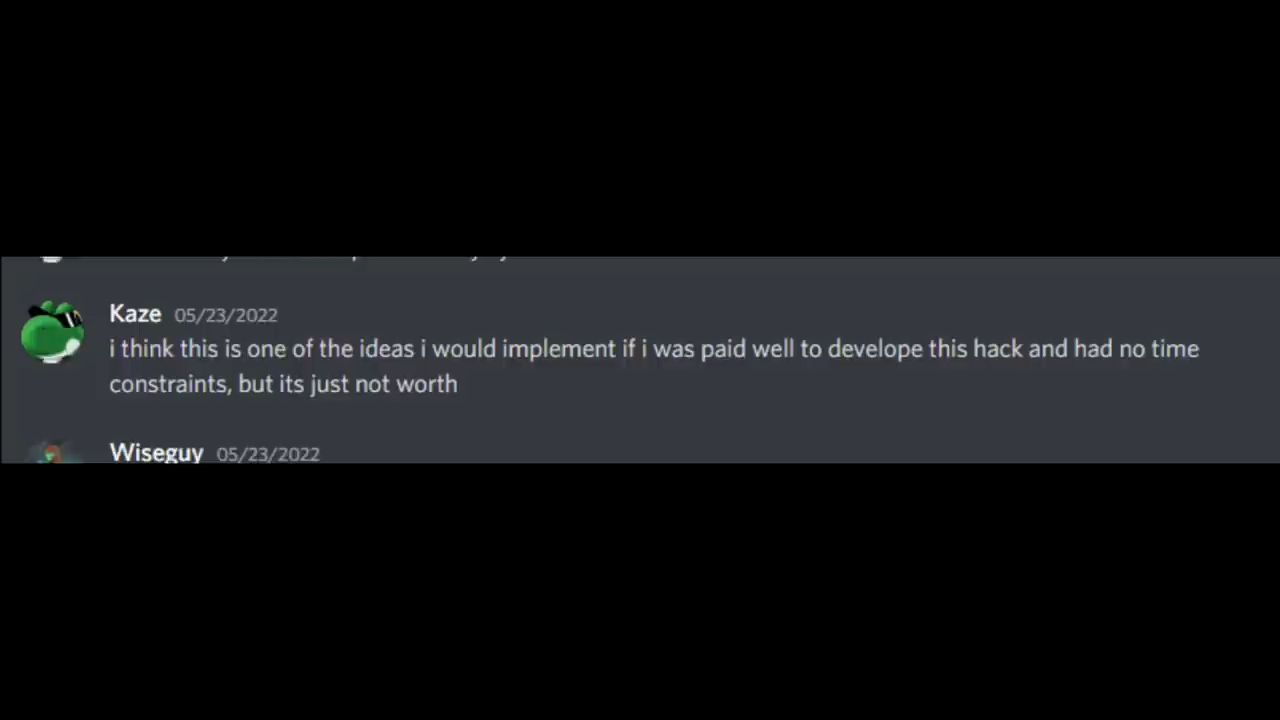 Kaze 05/23/2022
i think this is one of the ideas i would implement if i was paid well to develope this hack and had no time
constraints, but its just not worth
Wiseguy 05/23/2022